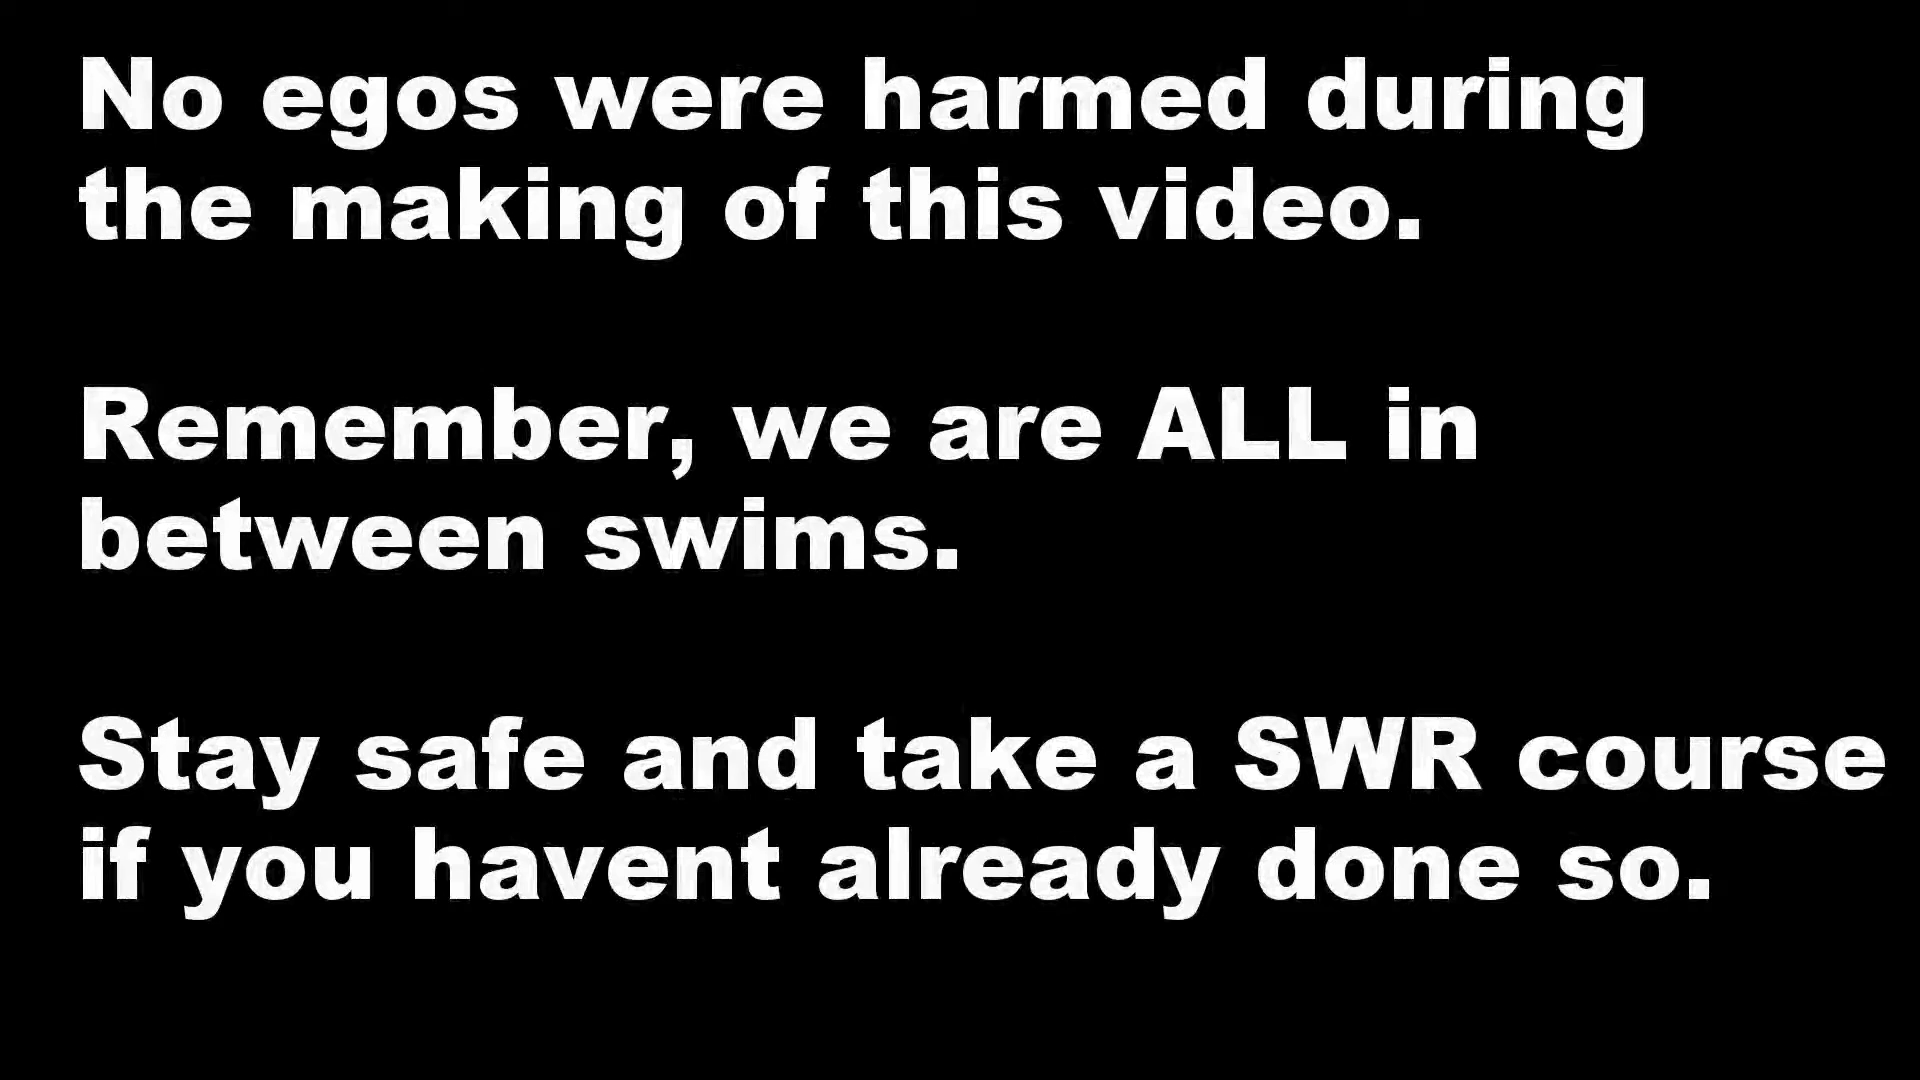 No egos were harmed during
the making of this video.
Remember, we are ALL in
between swims.
Stay safe and take a SWR course
if you havent already done so.